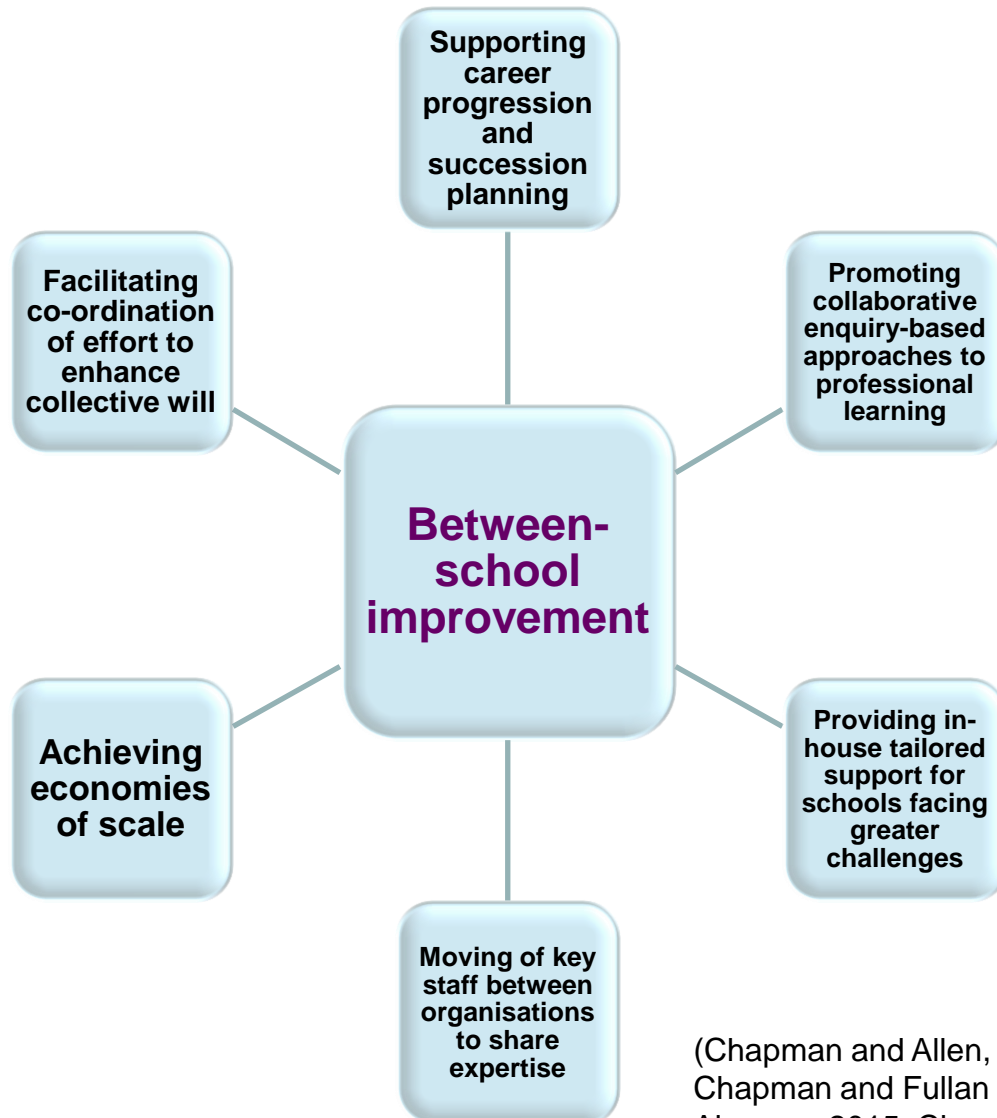 Supporting
career
progression
and
succession
planning
Facilitating
co-ordination
of effort to
enhance
collective will
Promoting
collaborative
enquiry-based
approaches to
professional
learning
Between-
school
improvement
Achieving
economies
of scale
Providing in-
house tailored
support for
schools facing
greater
challenges
Moving of key
staff between
organisations
to share
expertise
(Chapman and Allen,
Chapman and Fullan
2015